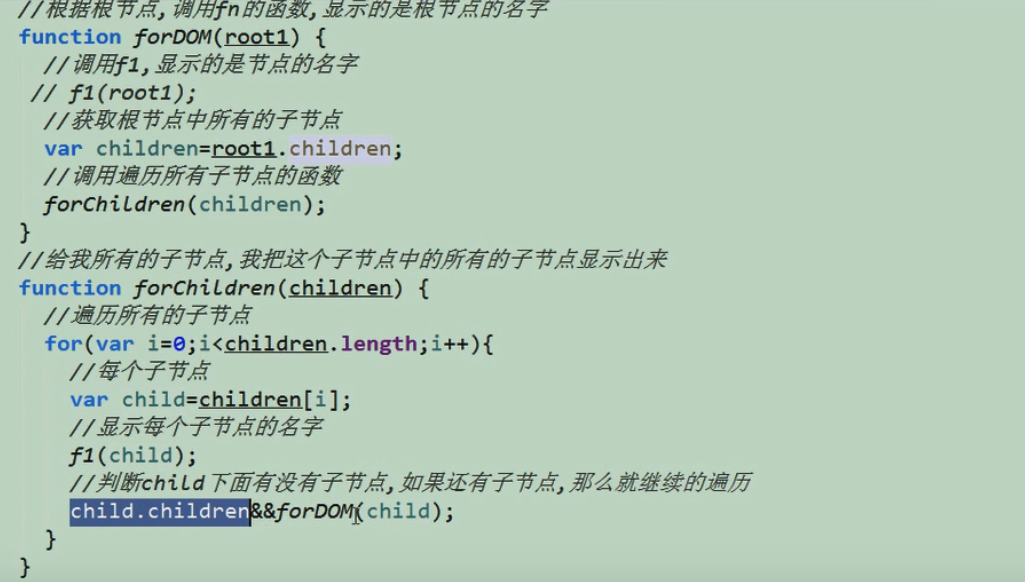 //根据根节点,调用fn的函数,显示的是根节点的名字
function forDOM(root1) {
//调用f1,显示的是节点的名字
// f1(root1);
//获取根节点中所有的子节点
var children=root1.children;
//调用遍历所有子节点的函数
forChildren(children);
}
//给我所有的子节点,我把这个子节点中的所有的子节点显示出来
function forChildren(children) {
//遍历所有的子节点
for(var i=0;i<children.length;i++){
//每个子节点
var child=children[i];
//显示每个子节点的名字
f1(child);
//判断child下面有没有子节点,如果还有子节点,那么就继续的遍历
child.children&&forDOM(child);
}
}